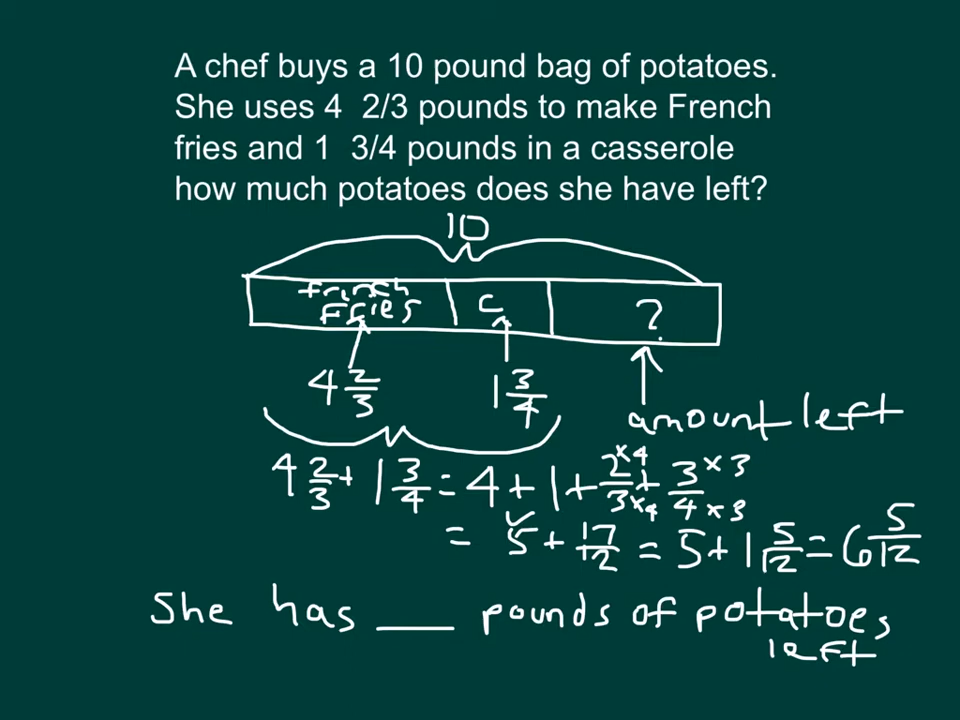 A chef buys a 10 pound bag of potatoes.
She uses 4 2/3 pounds to make French
fries and 1 3/4 pounds in a casserole
how much potatoes does she have left?
10
french
fries c ?
4 2/3 1 3/4
amount left
4 2/3 + 1 3/4 = 4 + 1 + 2×4/3×4 + 3×3/4×3
= 5 + 17/12 = 5 + 1 5/12 = 6 5/12
She has ___ pounds of potatoes
left